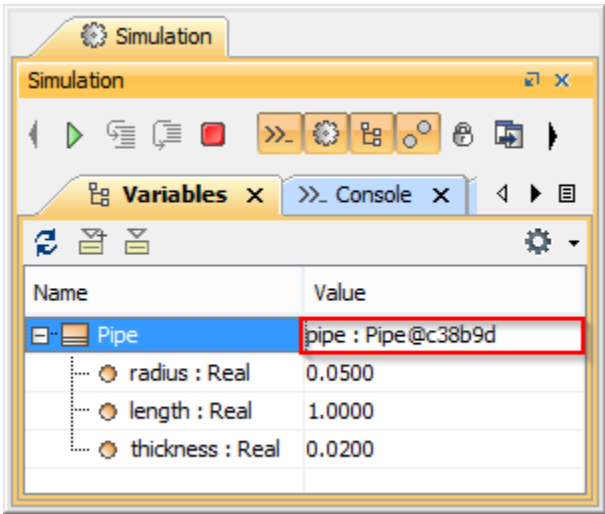 Simulation
Simulation
Variables x Console x
Name Value
Pipe pipe : Pipe@c38b9d
radius : Real 0.0500
length : Real 1.0000
thickness : Real 0.0200